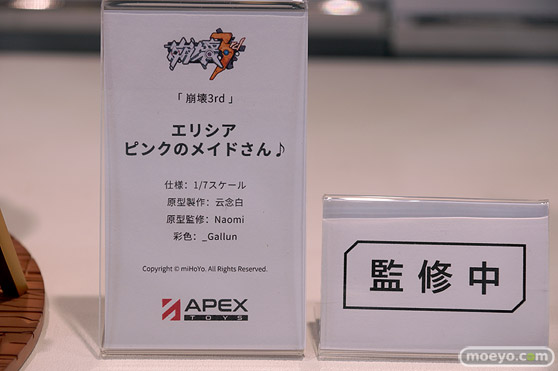 崩壊3rd
「 崩壊3rd 」
エリシア
ピンクのメイドさん♪
仕様：1/7スケール
原型製作：云念白
原型監修：Naomi
彩色：_Gallun
Copyright © miHoYo. All Rights Reserved.
APEX
TOYS
監修中
moeyo.com